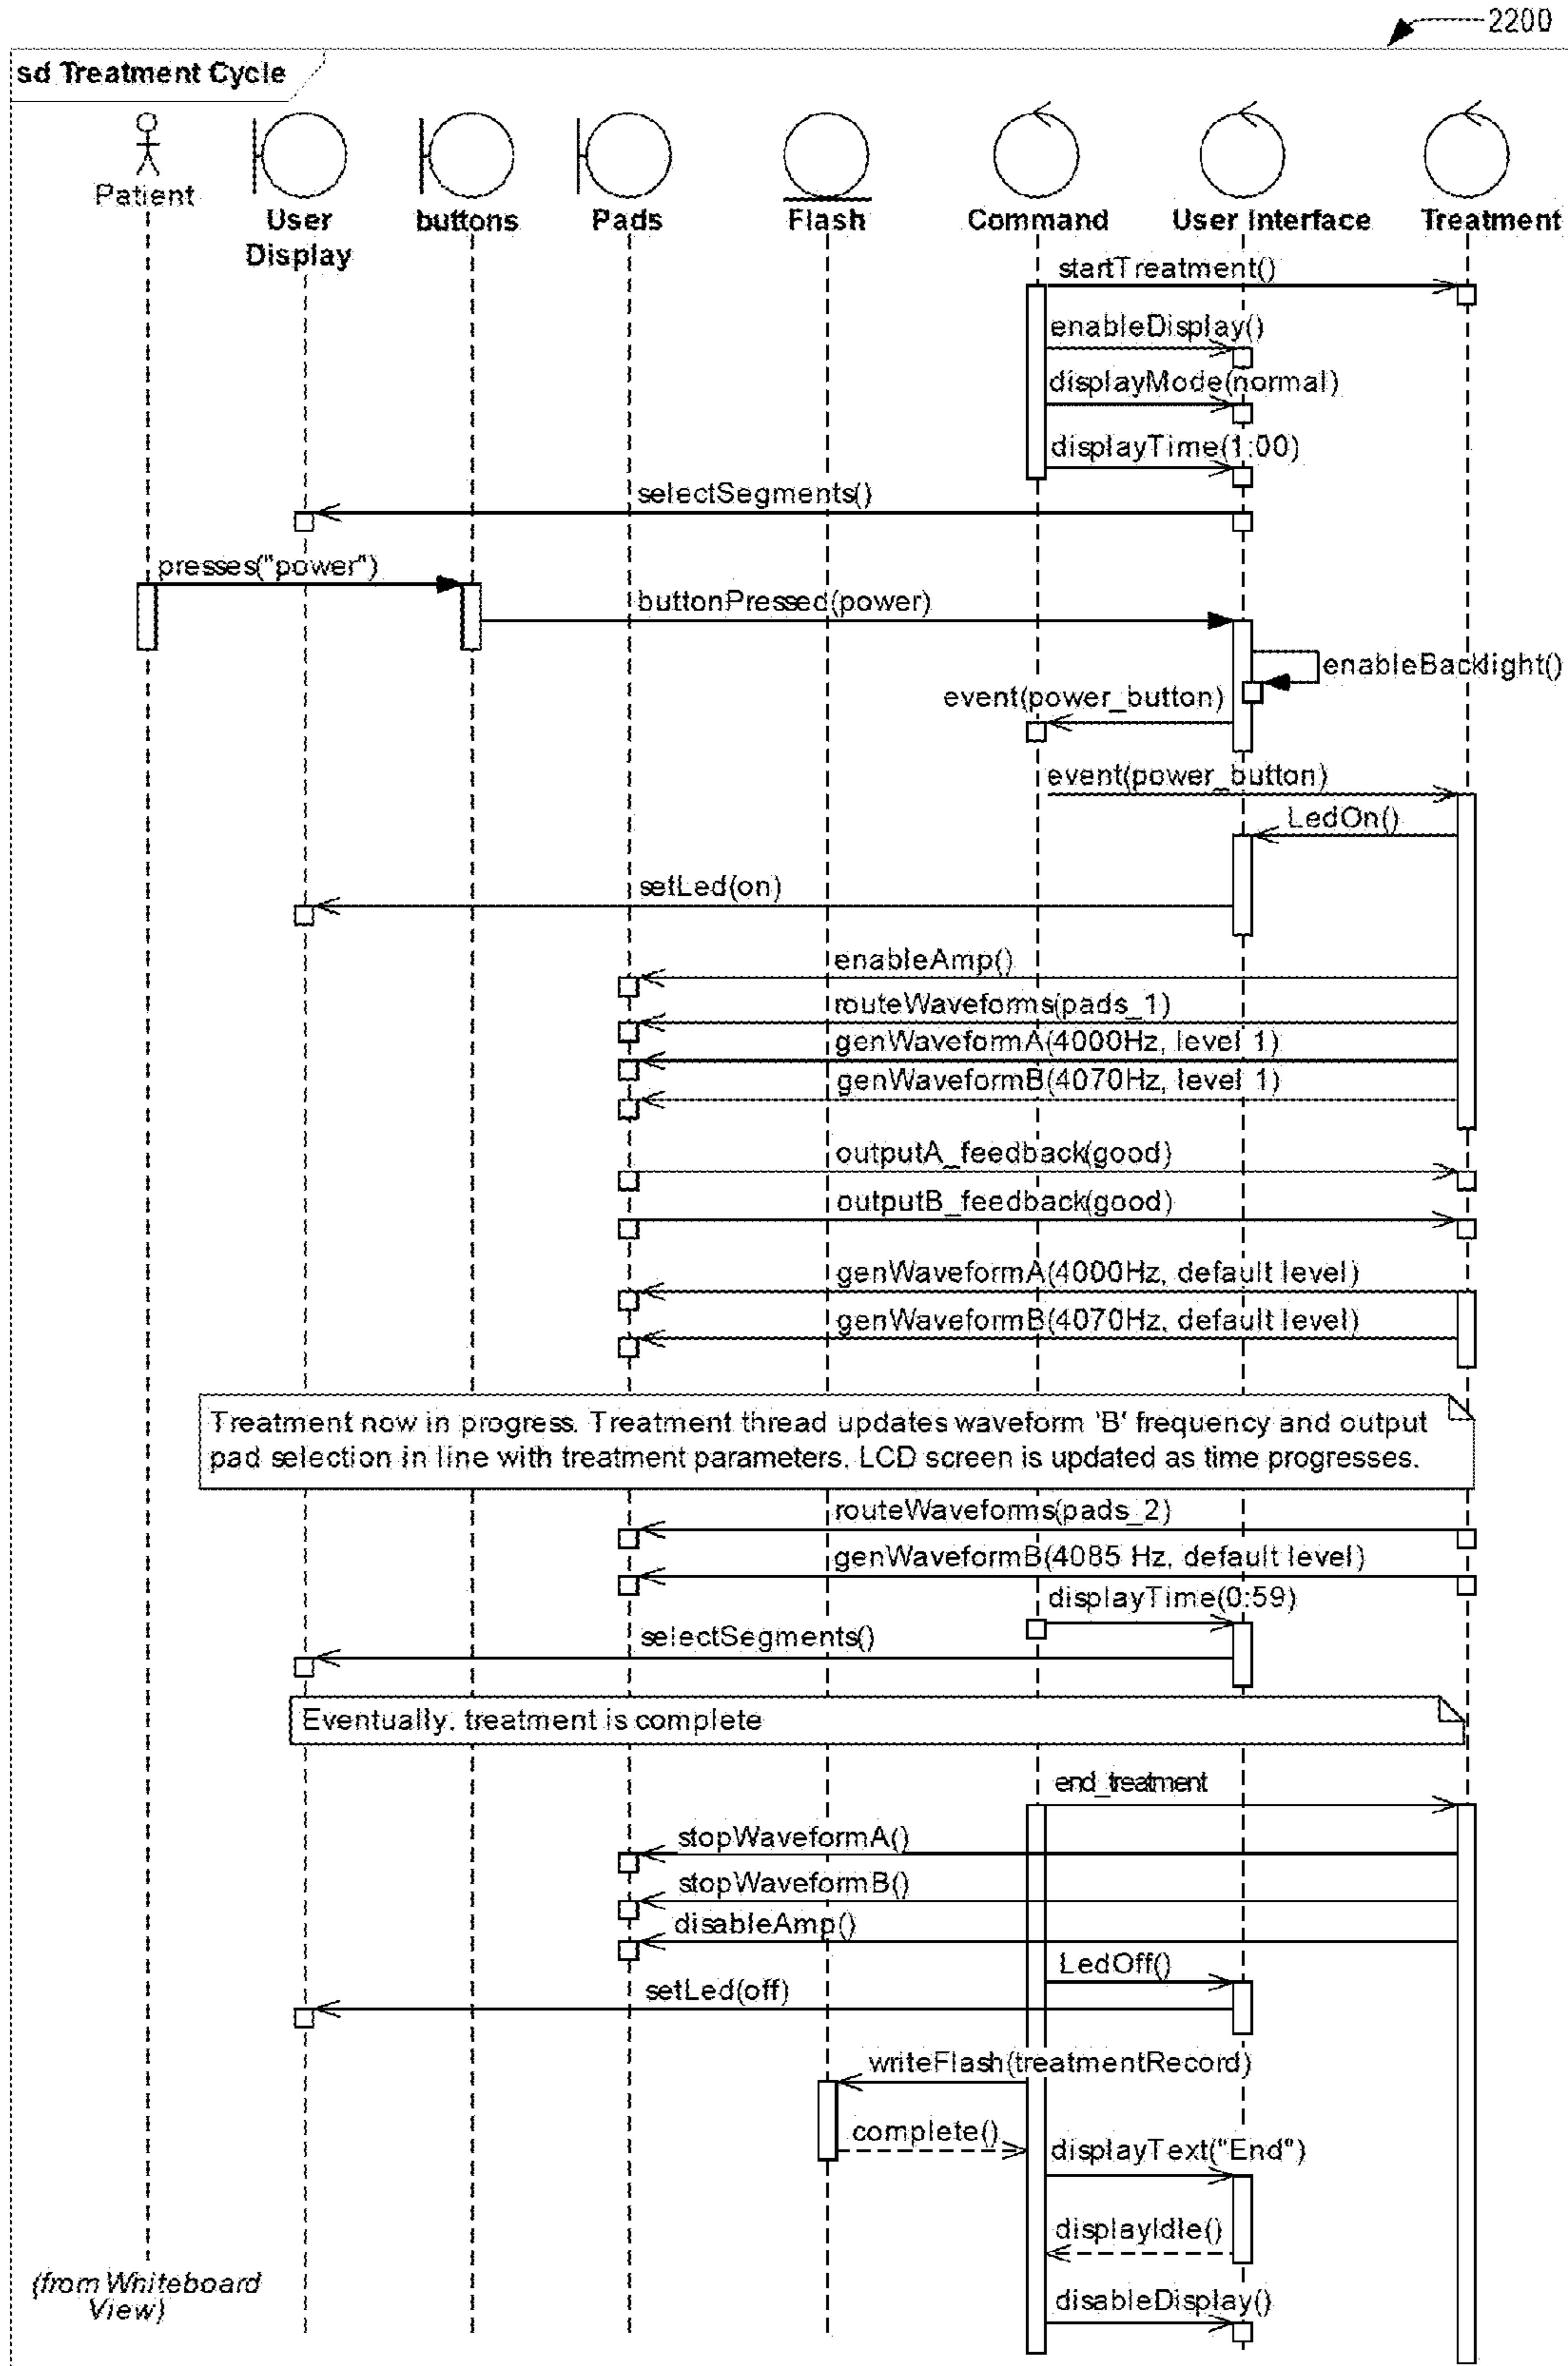 2200
sd Treatment Cycle
Patient
User
Display
buttons
Pads
Flash
Command
User Interface
Treatment
startTreatment()
enableDisplay()
displayMode(normal)
displayTime(1:00)
selectSegments()
presses("power")
buttonPressed(power)
enableBacklight()
event(power_button)
event(power_button)
LedOn()
setLed(on)
enableAmp()
routeWaveforms(pads_1)
genWaveformA(4000Hz, level 1)
genWaveformB(4070Hz, level 1)
outputA_feedback(good)
outputB_feedback(good)
genWaveformA(4000Hz, default level)
genWaveformB(4070Hz, default level)
Treatment now in progress. Treatment thread updates waveform 'B' frequency and output
pad selection in line with treatment parameters. LCD screen is updated as time progresses.
routeWaveforms(pads_2)
genWaveformB(4085 Hz, default level)
displayTime(0:59)
selectSegments()
Eventually, treatment is complete
end_treatment
stopWaveformA()
stopWaveformB()
disableAmp()
LedOff()
setLed(off)
writeFlash(treatmentRecord)
complete()
displayText("End")
displayIdle()
(from Whiteboard
View)
disableDisplay()